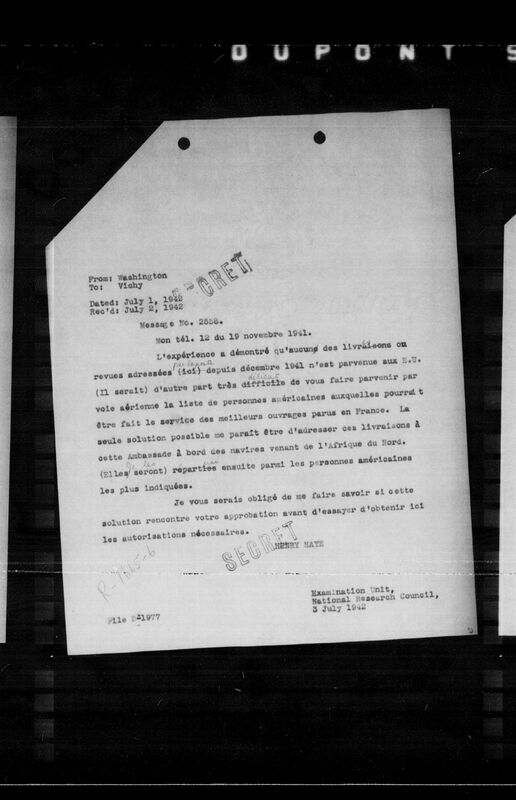 DUPONT S
SECRET
From: Washington
To: Vichy
Dated: July 1, 1942
Rec'd: July 2, 1942
Message No. 2556.
Mon tél. 12 du 19 novembre 1941.
L'expérience a démontré qu'aucune des livraisons ou
revues adressées (ici) depuis décembre 1941 n'est parvenue aux E.U.
délicat
(Il serait) d'autre part très difficile de vous faire parvenir par
voie aérienne la liste de personnes américaines auxquelles pourrait
être fait le service des meilleurs ouvrages parus en France. La
seule solution possible me paraît être d'adresser ces livraisons à
cette Ambassade à bord des navires venant de l'Afrique du Nord.
Je les
(Elles seront) réparties ensuite parmi les personnes américaines
les plus indiquées.
Je vous serais obligé de me faire savoir si cette
solution rencontre votre approbation avant d'essayer d'obtenir ici
les autorisations nécessaires.
SECRET
HENRY HAYE
Examination Unit,
National Research Council,
3 July 1942
File D-1977